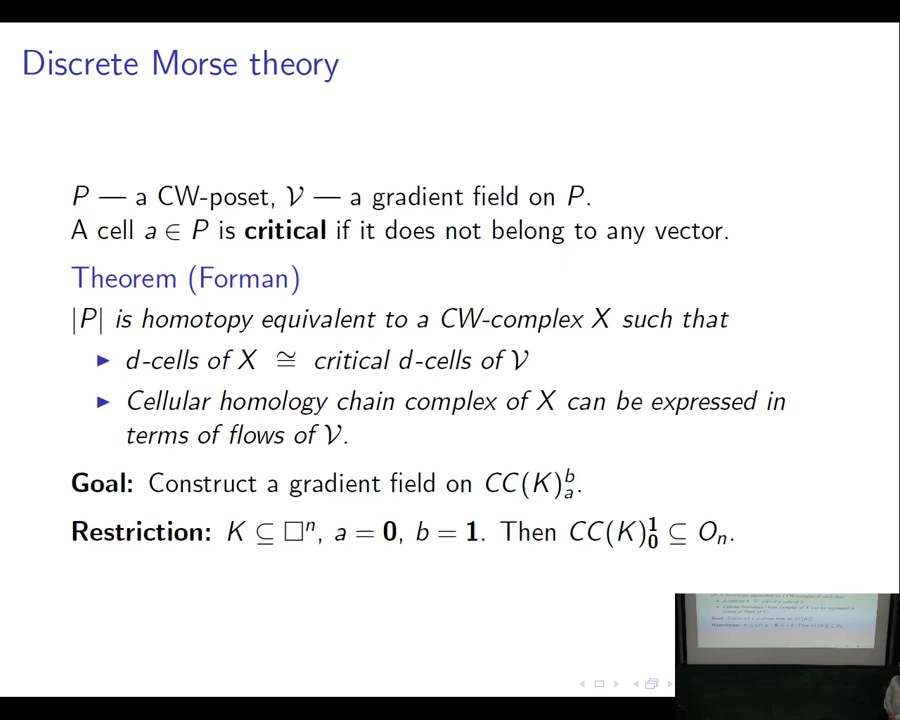 Discrete Morse theory
P — a CW-poset, 𝒱 — a gradient field on P.
A cell a ∈ P is critical if it does not belong to any vector.
Theorem (Forman)
|P| is homotopy equivalent to a CW-complex X such that
▶ d-cells of X ≅ critical d-cells of 𝒱
▶ Cellular homology chain complex of X can be expressed in
terms of flows of 𝒱.
Goal: Construct a gradient field on CC(K)ₐᵇ.
Restriction: K ⊆ □ⁿ, a = 0, b = 1. Then CC(K)₀¹ ⊆ Oₙ.